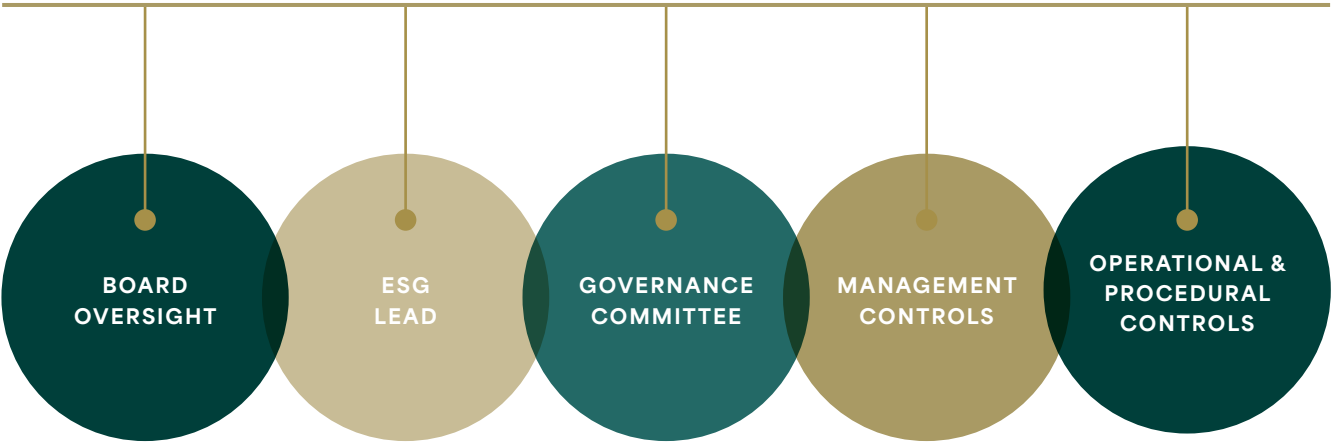 BOARD
OVERSIGHT
ESG
LEAD
GOVERNANCE
COMMITTEE
MANAGEMENT
CONTROLS
OPERATIONAL &
PROCEDURAL
CONTROLS